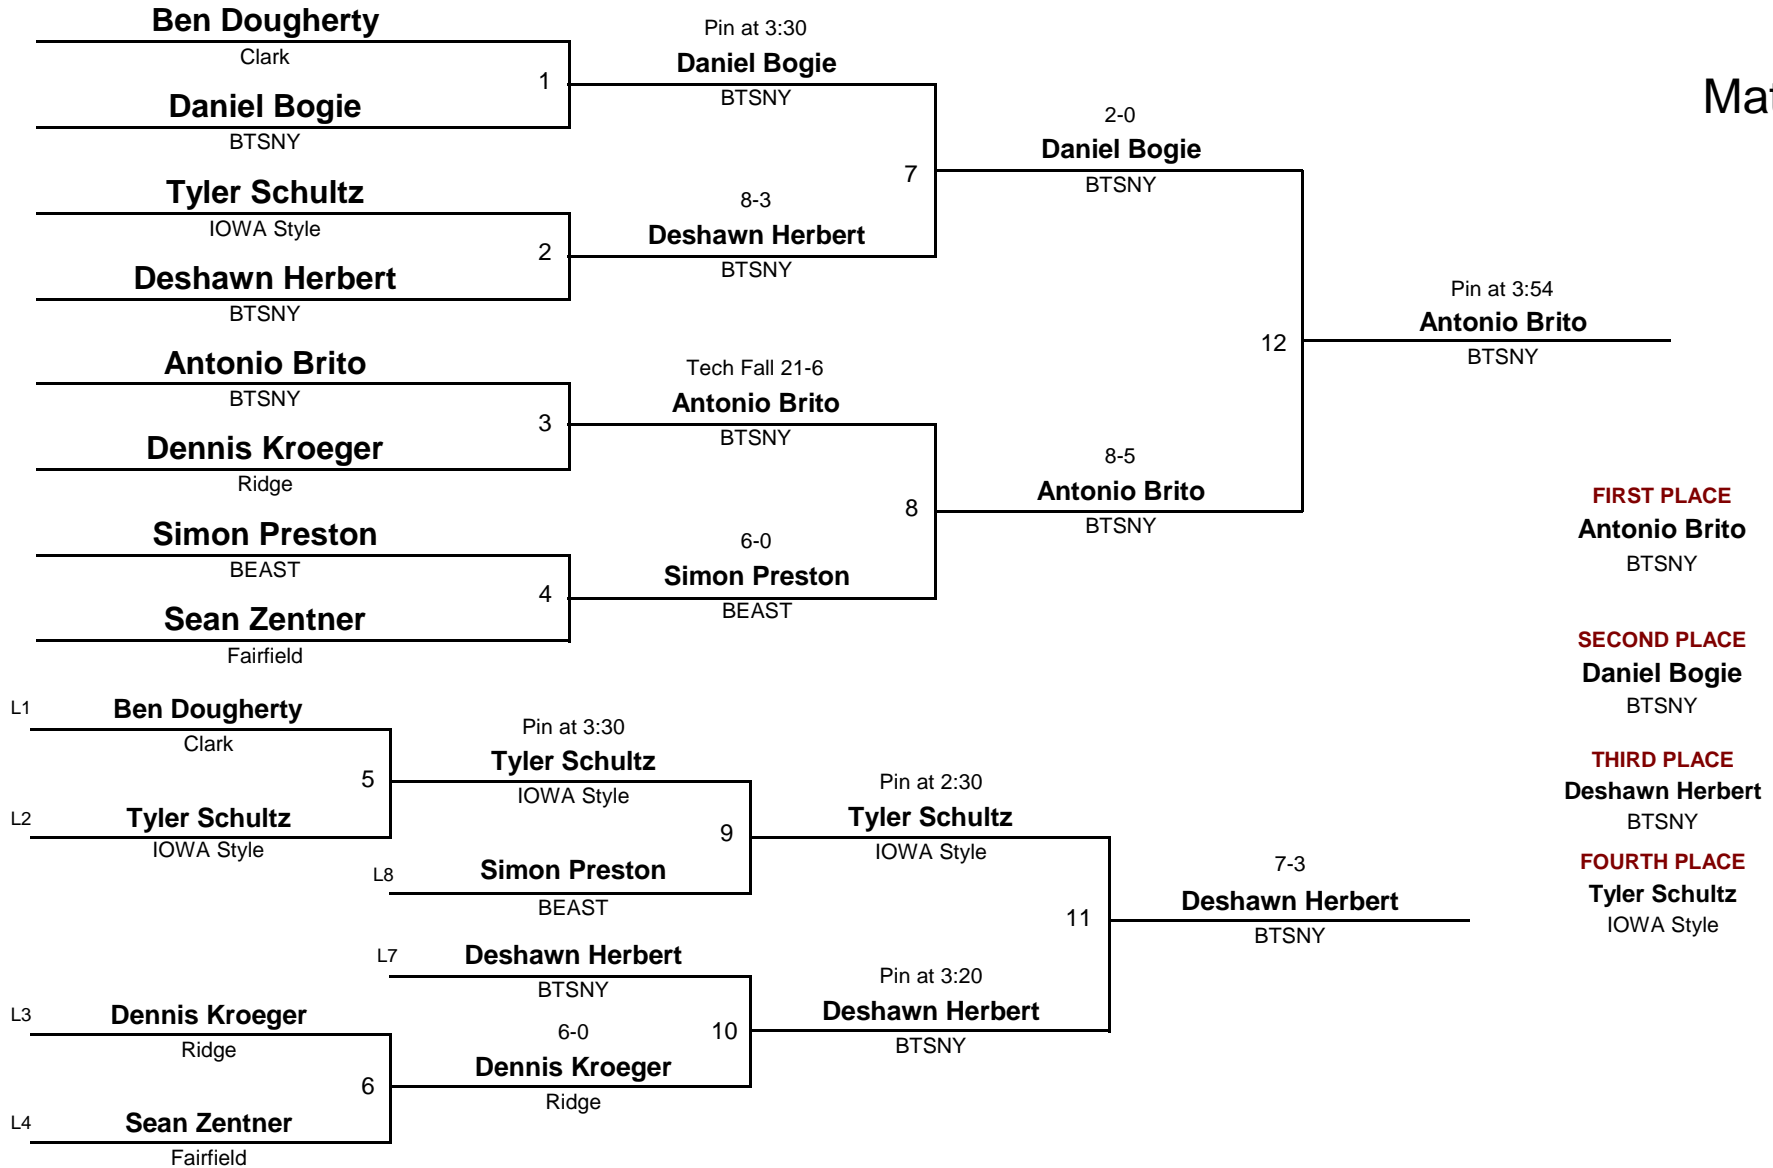 Ben Dougherty
Clark
1
Daniel Bogie
BTSNY
Tyler Schultz
IOWA Style
2
Deshawn Herbert
BTSNY
Antonio Brito
BTSNY
3
Dennis Kroeger
Ridge
Simon Preston
BEAST
4
Sean Zentner
Fairfield
Pin at 3:30
Daniel Bogie
BTSNY
7
8-3
Deshawn Herbert
BTSNY
Tech Fall 21-6
Antonio Brito
BTSNY
8
6-0
Simon Preston
BEAST
2-0
Daniel Bogie
BTSNY
12
8-5
Antonio Brito
BTSNY
Pin at 3:54
Antonio Brito
BTSNY
Mat
FIRST PLACE
Antonio Brito
BTSNY
SECOND PLACE
Daniel Bogie
BTSNY
THIRD PLACE
Deshawn Herbert
BTSNY
FOURTH PLACE
Tyler Schultz
IOWA Style
L1
Ben Dougherty
Clark
5
L2
Tyler Schultz
IOWA Style
L3
Dennis Kroeger
Ridge
6
L4
Sean Zentner
Fairfield
Pin at 3:30
Tyler Schultz
IOWA Style
9
L8
Simon Preston
BEAST
L7
Deshawn Herbert
BTSNY
10
6-0
Dennis Kroeger
Ridge
Pin at 2:30
Tyler Schultz
IOWA Style
11
Pin at 3:20
Deshawn Herbert
BTSNY
7-3
Deshawn Herbert
BTSNY